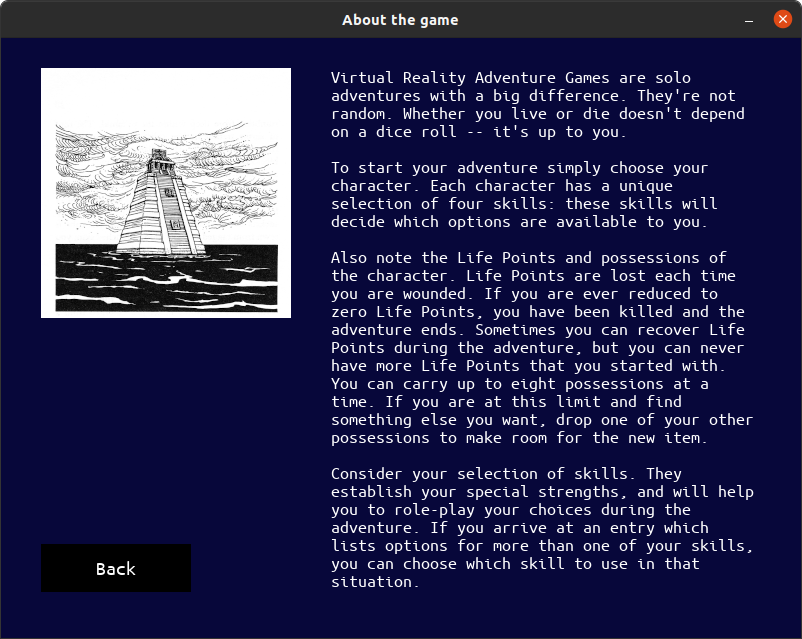 About the game
Virtual Reality Adventure Games are solo
adventures with a big difference. They're not
random. Whether you live or die doesn't depend
on a dice roll -- it's up to you.
To start your adventure simply choose your
character. Each character has a unique
selection of four skills: these skills will
decide which options are available to you.
Also note the Life Points and possessions of
the character. Life Points are lost each time
you are wounded. If you are ever reduced to
zero Life Points, you have been killed and the
adventure ends. Sometimes you can recover Life
Points during the adventure, but you can never
have more Life Points that you started with.
You can carry up to eight possessions at a
time. If you are at this limit and find
something else you want, drop one of your other
possessions to make room for the new item.
Consider your selection of skills. They
establish your special strengths, and will help
you to role-play your choices during the
adventure. If you arrive at an entry which
lists options for more than one of your skills,
you can choose which skill to use in that
situation.
Back